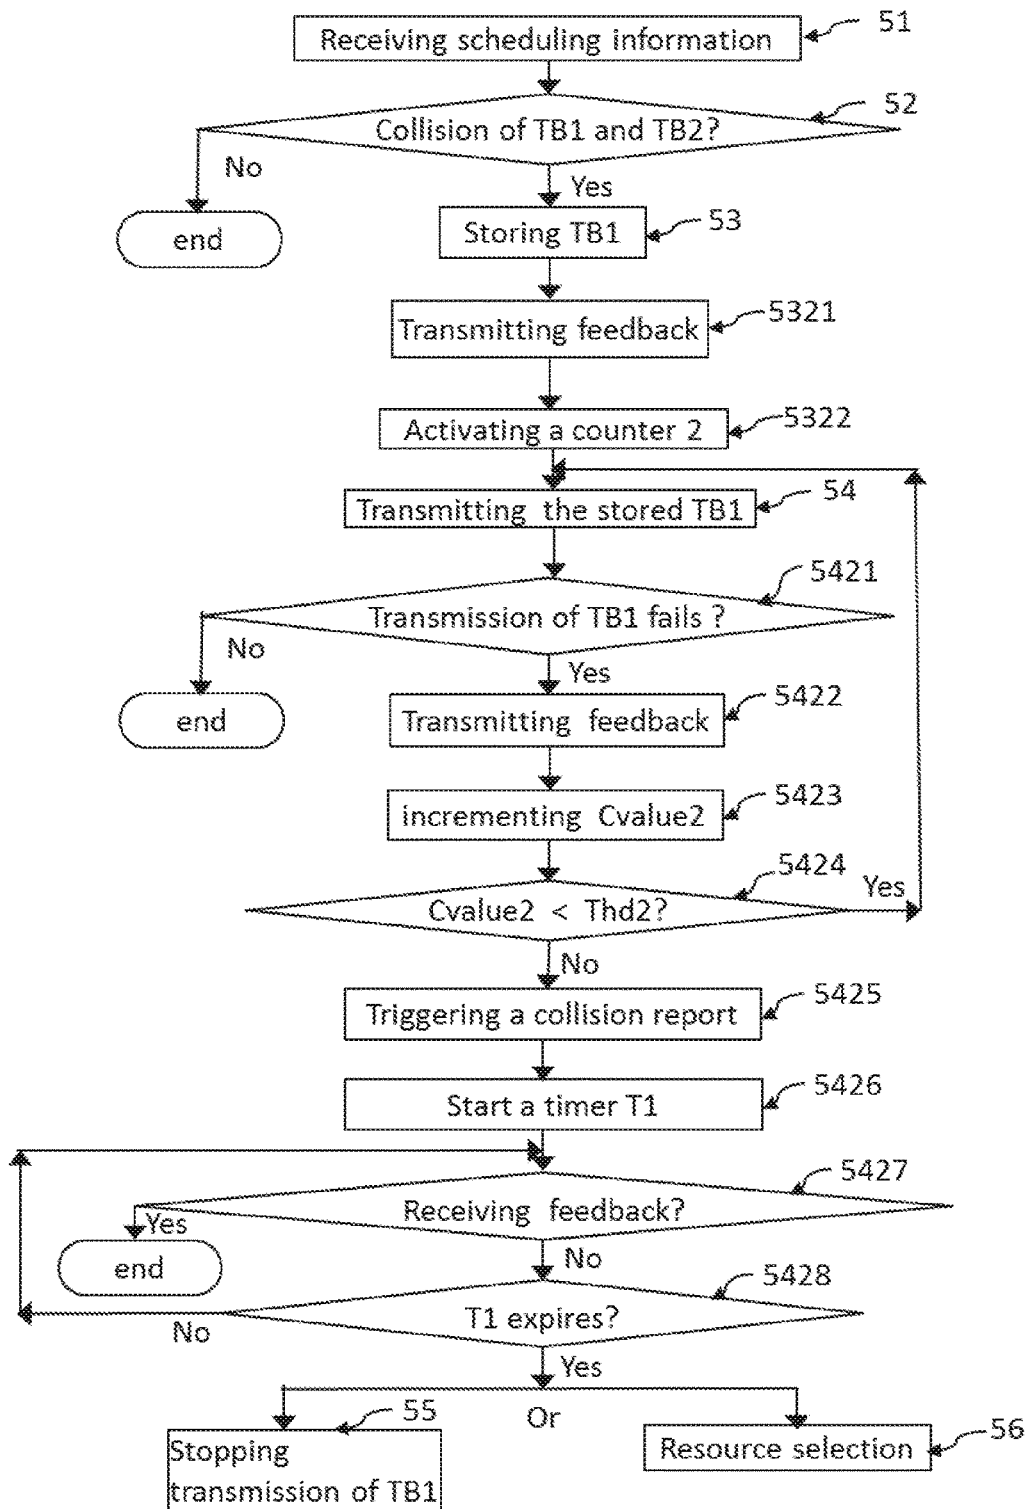 Receiving scheduling information
51
Collision of TB1 and TB2?
52
No
Yes
end
Storing TB1
53
Transmitting feedback
5321
Activating a counter 2
5322
Transmitting the stored TB1
54
Transmission of TB1 fails ?
5421
No
Yes
end
Transmitting feedback
5422
incrementing Cvalue2
5423
Cvalue2 < Thd2?
5424
Yes
No
Triggering a collision report
5425
Start a timer T1
5426
Receiving feedback?
5427
Yes
end
No
T1 expires?
5428
No
Yes
Or
Stopping
transmission of TB1
55
Resource selection
56